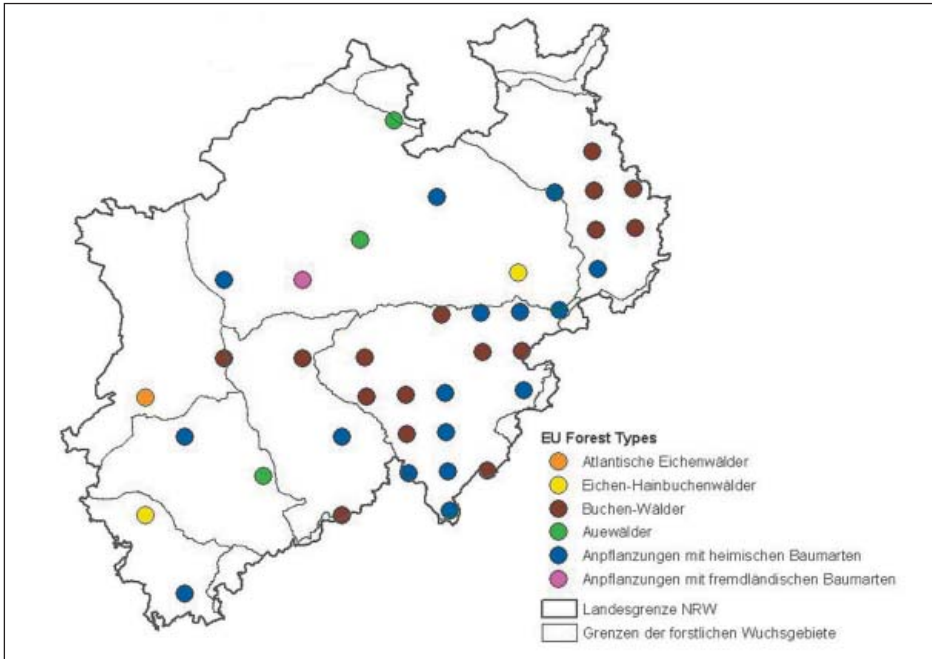 EU Forest Types
Atlantische Eichenwälder
Eichen-Hainbuchenwälder
Buchen-Wälder
Auewälder
Anpflanzungen mit heimischen Baumarten
Anpflanzungen mit fremdländischen Baumarten
Landesgrenze NRW
Grenzen der forstlichen Wuchsgebiete